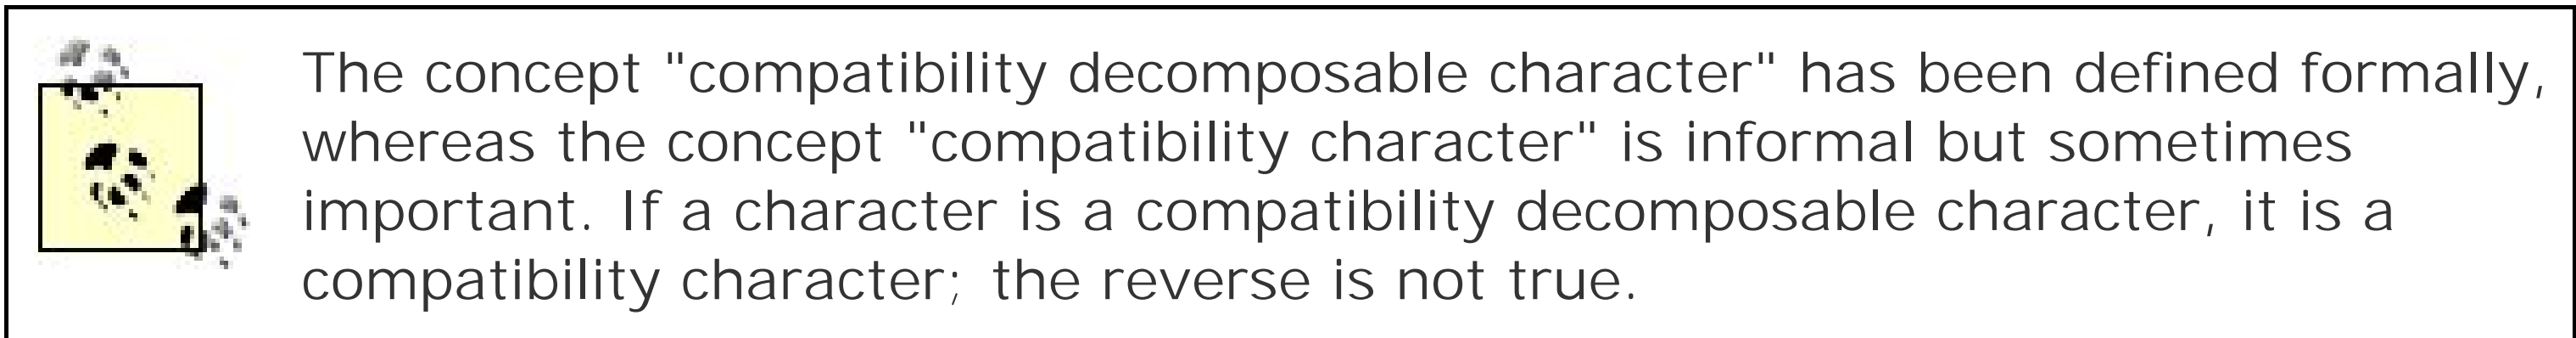 The concept "compatibility decomposable character" has been defined formally,
whereas the concept "compatibility character" is informal but sometimes
important. If a character is a compatibility decomposable character, it is a
compatibility character; the reverse is not true.